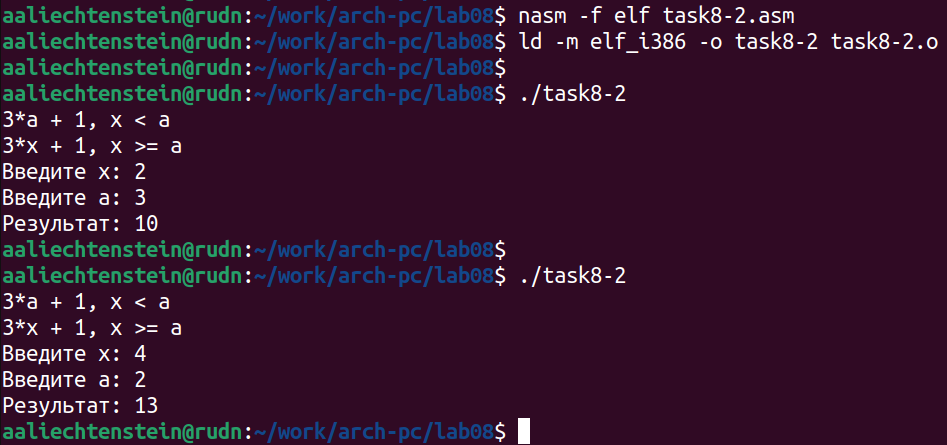 aaliechtenstein@rudn:~/work/arch-pc/lab08$ nasm -f elf task8-2.asm
aaliechtenstein@rudn:~/work/arch-pc/lab08$ ld -m elf_i386 -o task8-2 task8-2.o
aaliechtenstein@rudn:~/work/arch-pc/lab08$
aaliechtenstein@rudn:~/work/arch-pc/lab08$ ./task8-2
3*a + 1, x < a
3*x + 1, x >= a
Введите x: 2
Введите a: 3
Результат: 10
aaliechtenstein@rudn:~/work/arch-pc/lab08$
aaliechtenstein@rudn:~/work/arch-pc/lab08$ ./task8-2
3*a + 1, x < a
3*x + 1, x >= a
Введите x: 4
Введите a: 2
Результат: 13
aaliechtenstein@rudn:~/work/arch-pc/lab08$